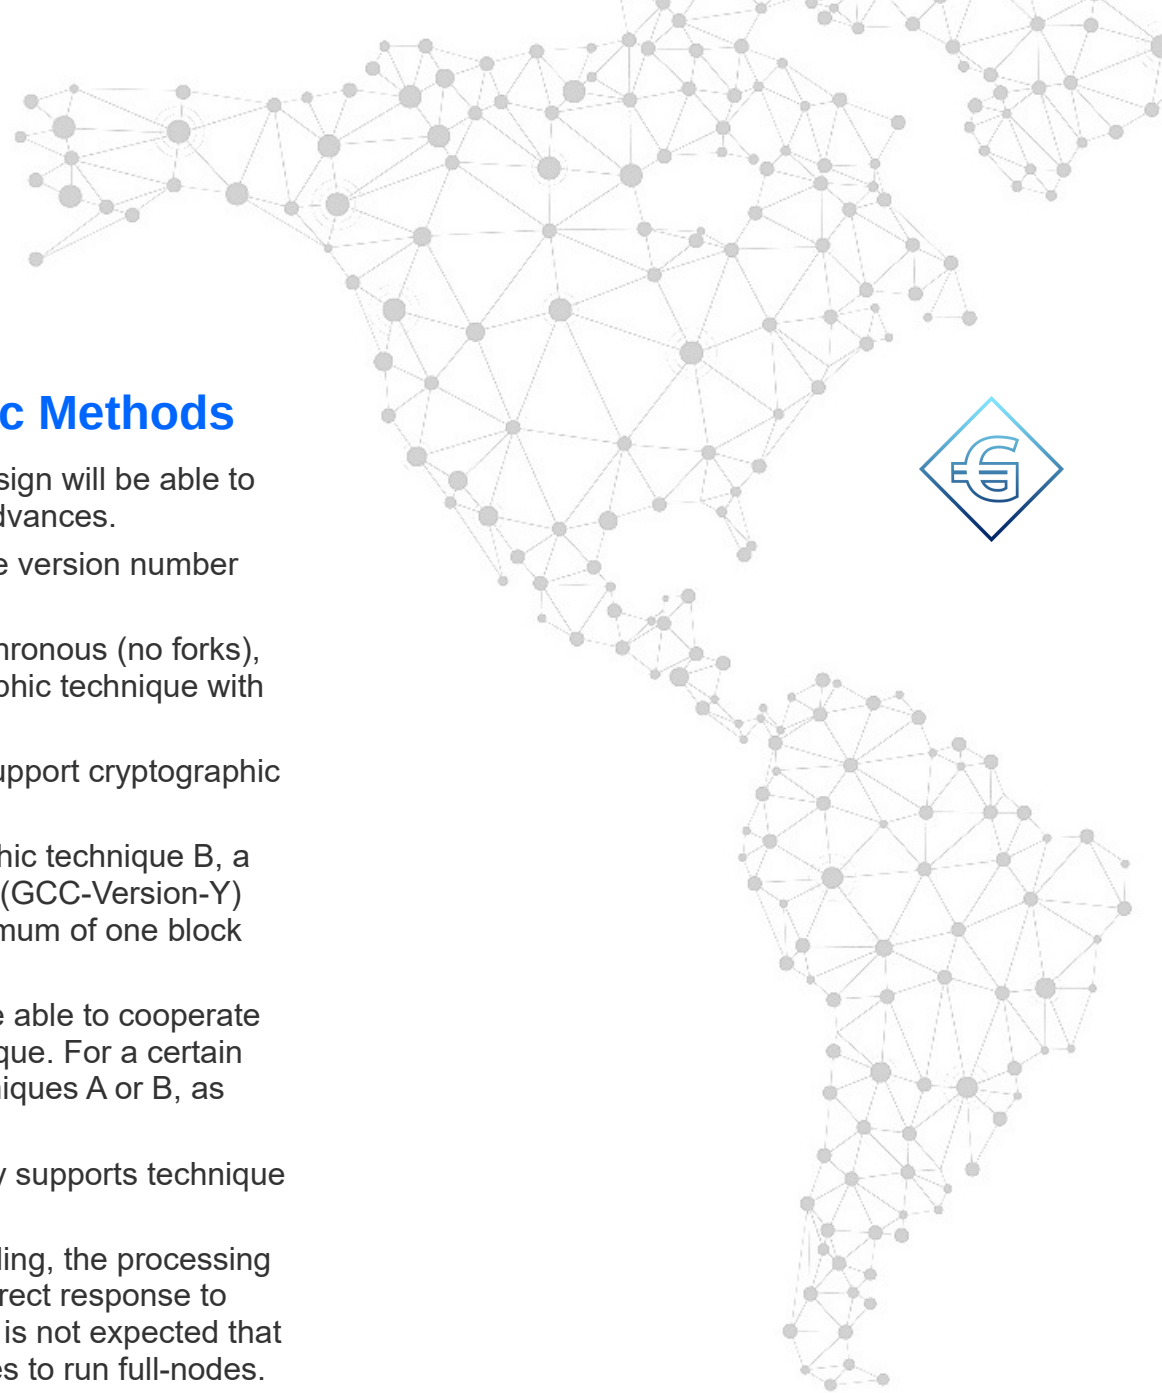 c Methods
sign will be able to
dvances.
e version number
hronous (no forks),
phic technique with
upport cryptographic
hic technique B, a
(GCC-Version-Y)
mum of one block
e able to cooperate
que. For a certain
niques A or B, as
y supports technique
ling, the processing
rect response to
is not expected that
es to run full-nodes.